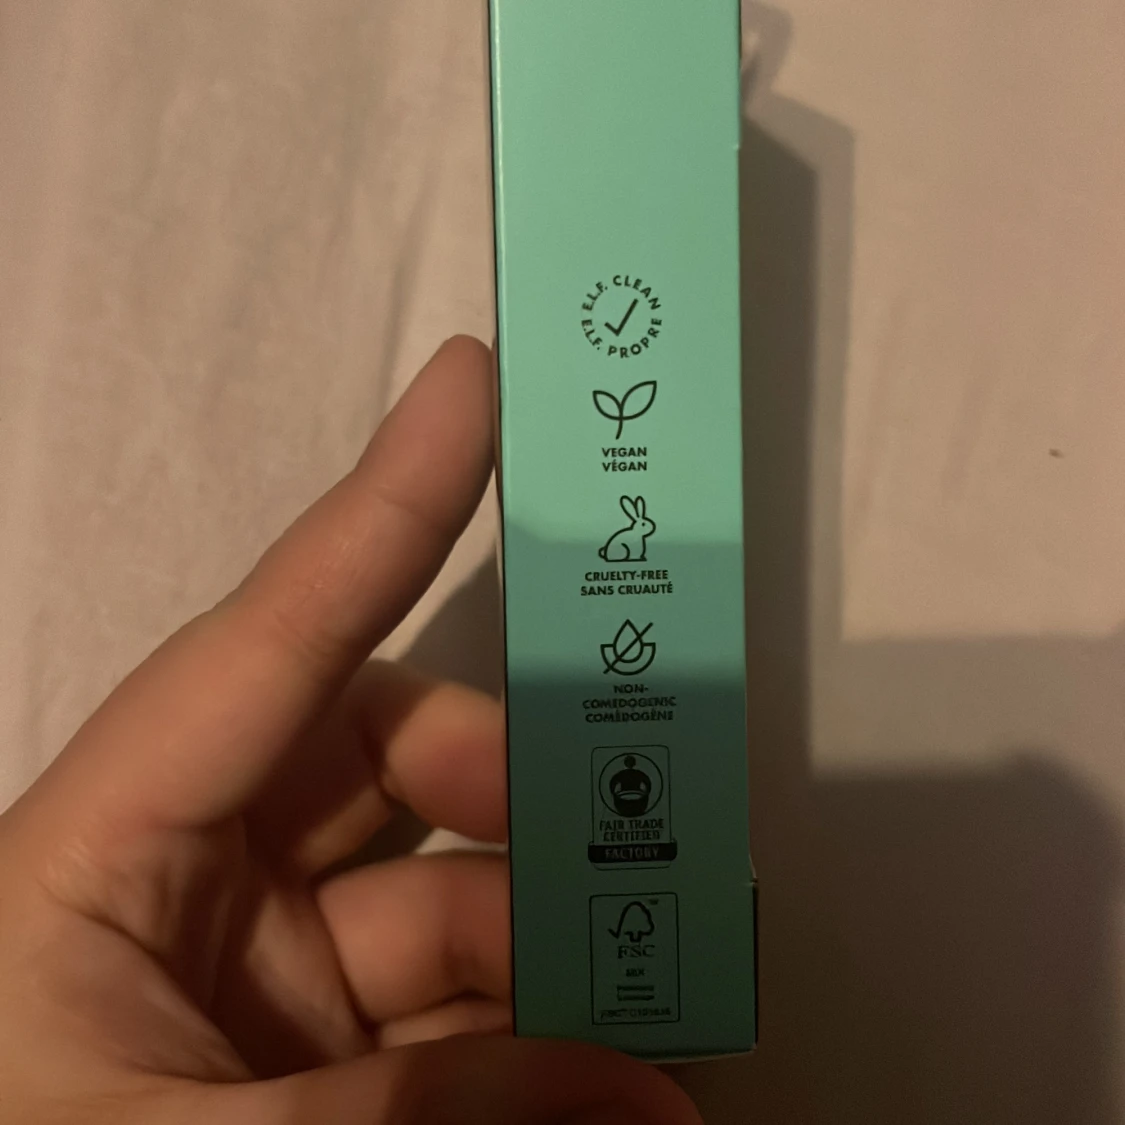 E.L.F. CLEAN
E.L.F. PROPRE
VEGAN
VÉGAN
CRUELTY-FREE
SANS CRUAUTÉ
NON-
COMEDOGENIC
COMÉDOGÈNE
FAIR TRADE
CERTIFIED
FACTORY
FSC
MIX